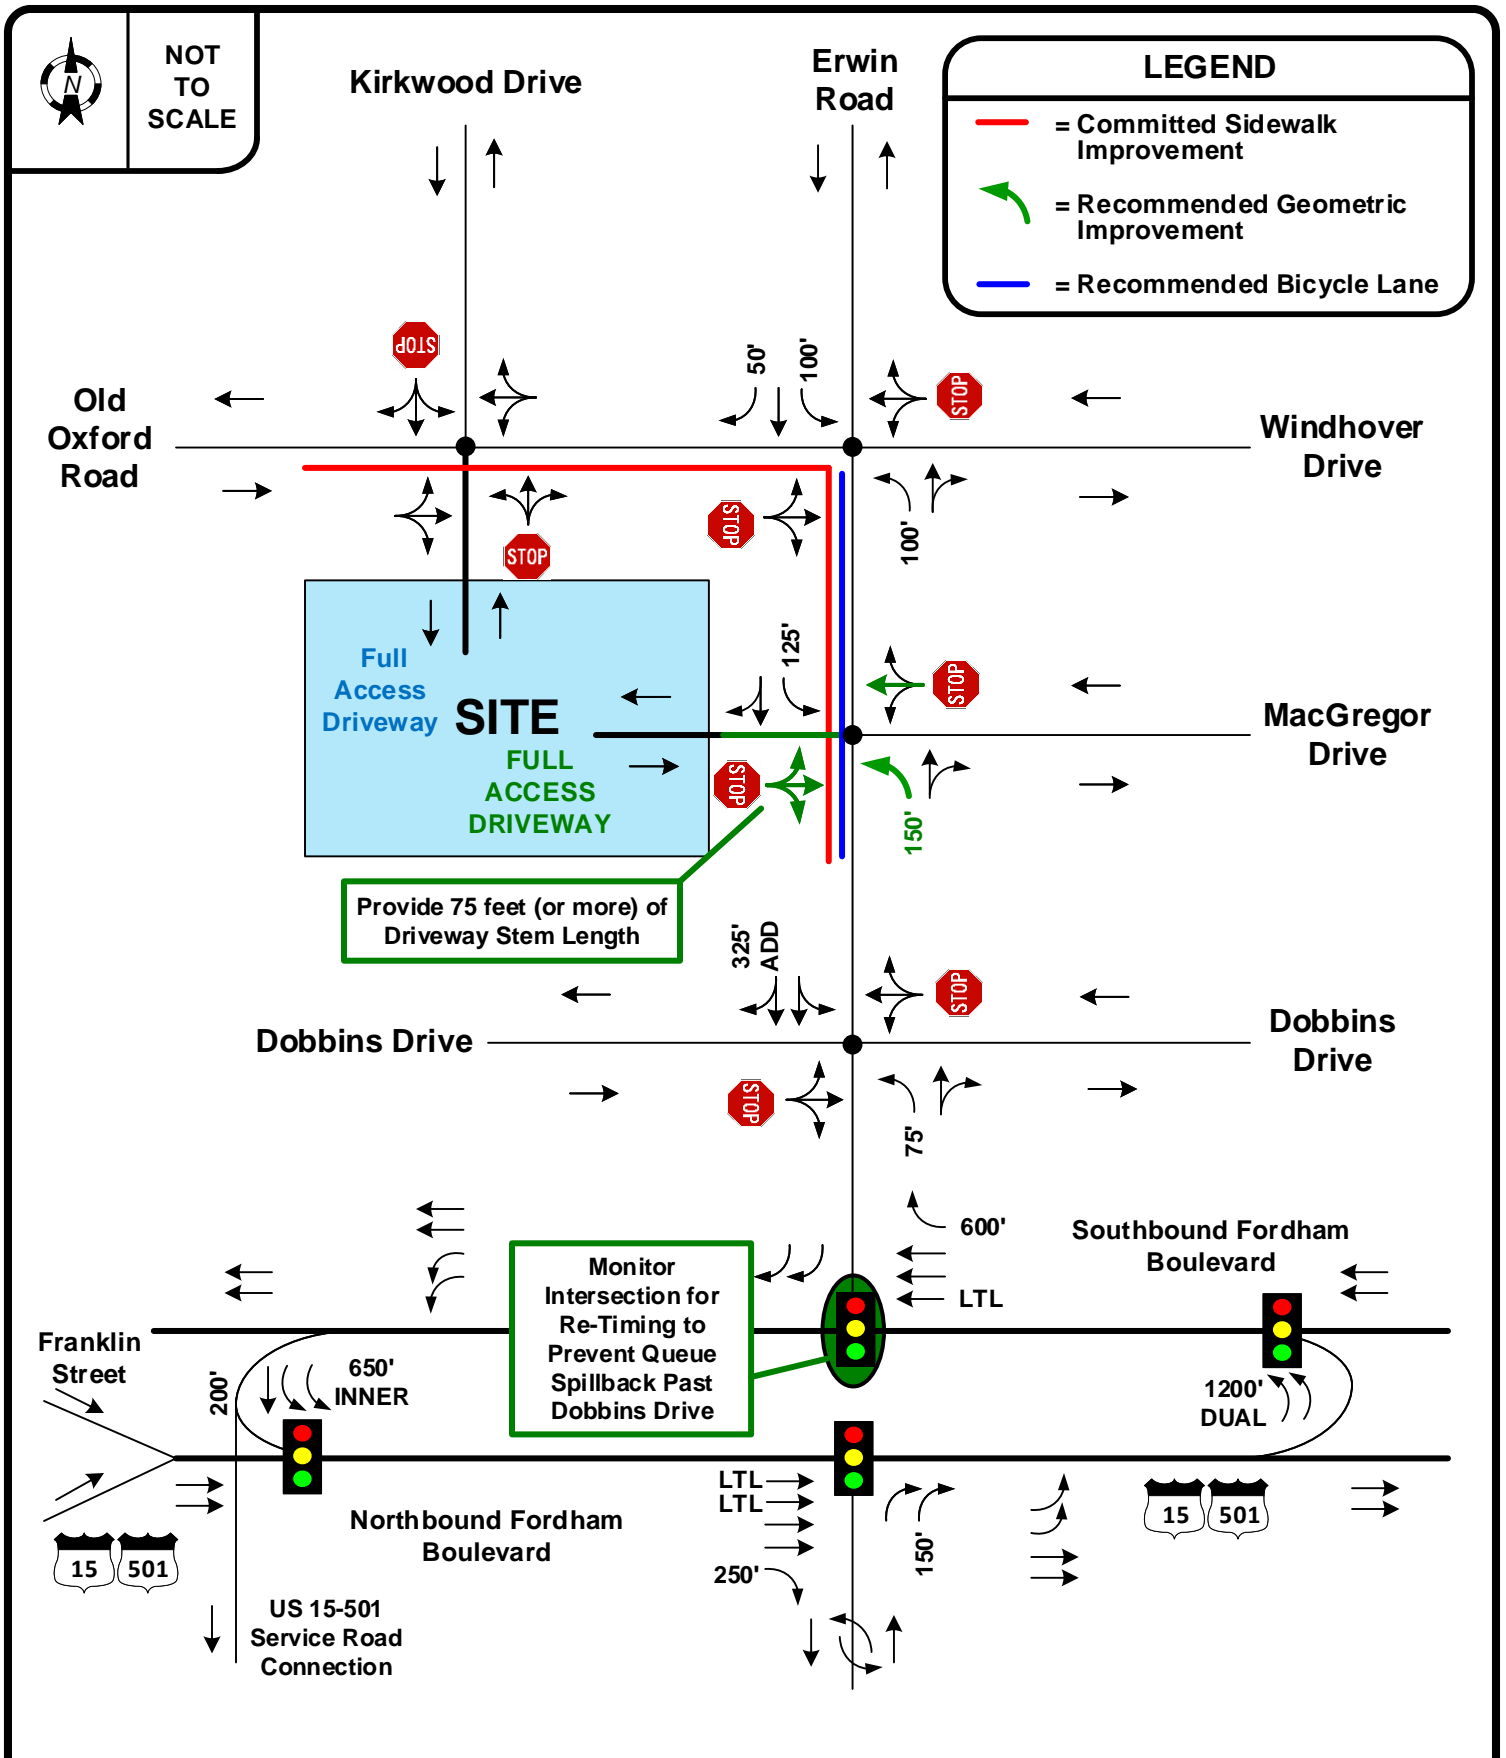 N
NOT
TO
SCALE
Kirkwood Drive
Erwin
Road
LEGEND
= Committed Sidewalk
Improvement
= Recommended Geometric
Improvement
= Recommended Bicycle Lane
STOP
50'
100'
STOP
Old
Oxford
Road
Windhover
Drive
STOP
STOP
100'
Full
Access
Driveway
SITE
FULL
ACCESS
DRIVEWAY
125'
STOP
MacGregor
Drive
STOP
150'
Provide 75 feet (or more) of
Driveway Stem Length
325'
ADD
STOP
Dobbins Drive
Dobbins
Drive
STOP
75'
600'
LTL
Southbound Fordham
Boulevard
Monitor
Intersection for
Re-Timing to
Prevent Queue
Spillback Past
Dobbins Drive
Franklin
Street
200'
650'
INNER
1200'
DUAL
LTL
LTL
250'
150'
15
501
15
501
Northbound Fordham
Boulevard
US 15-501
Service Road
Connection